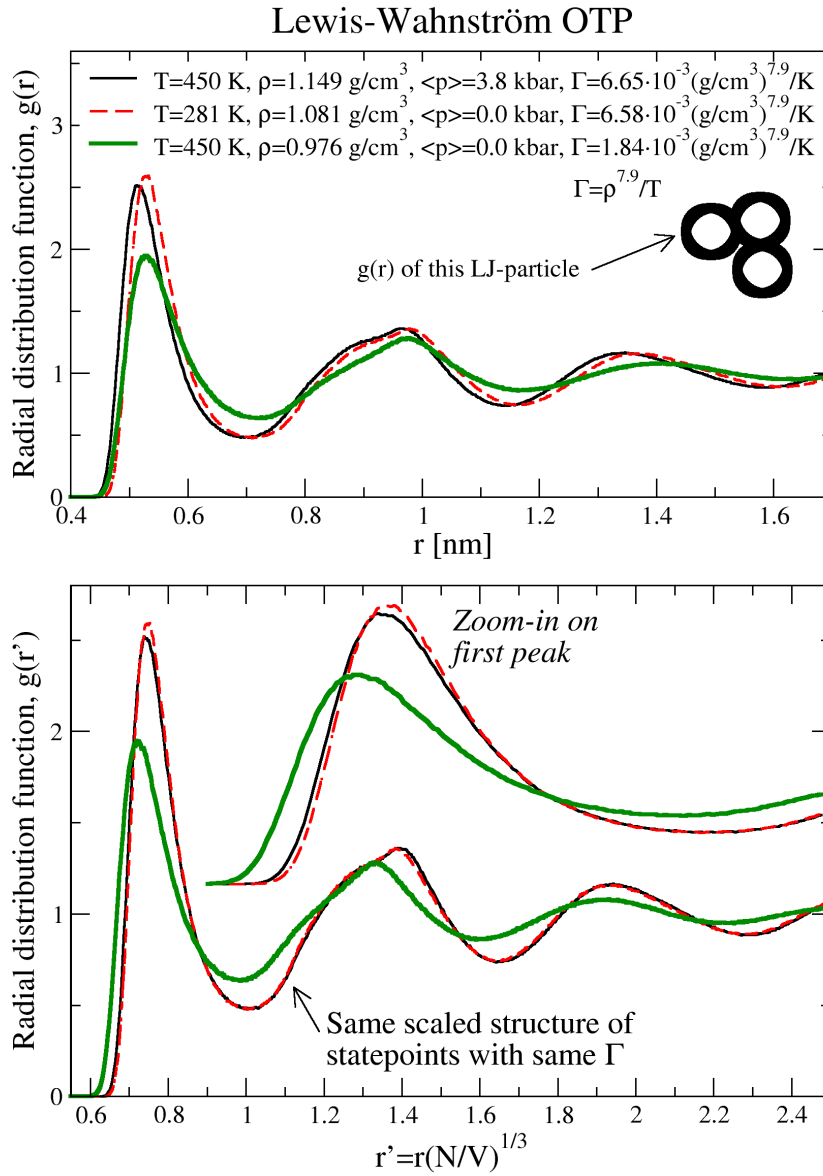 Lewis-Wahnström OTP
T=450 K, ρ=1.149 g/cm³, <p>=3.8 kbar, Γ=6.65·10⁻³(g/cm³)⁷·⁹/K
T=281 K, ρ=1.081 g/cm³, <p>=0.0 kbar, Γ=6.58·10⁻³(g/cm³)⁷·⁹/K
T=450 K, ρ=0.976 g/cm³, <p>=0.0 kbar, Γ=1.84·10⁻³(g/cm³)⁷·⁹/K
Γ=ρ⁷·⁹/T
g(r) of this LJ-particle
Radial distribution function, g(r)
3
2
1
0
0.4 0.6 0.8 1 1.2 1.4 1.6
r [nm]
Zoom-in on
first peak
Same scaled structure of
statepoints with same Γ
Radial distribution function, g(r’)
2
1
0
0.6 0.8 1 1.2 1.4 1.6 1.8 2 2.2 2.4
r’=r(N/V)¹/³